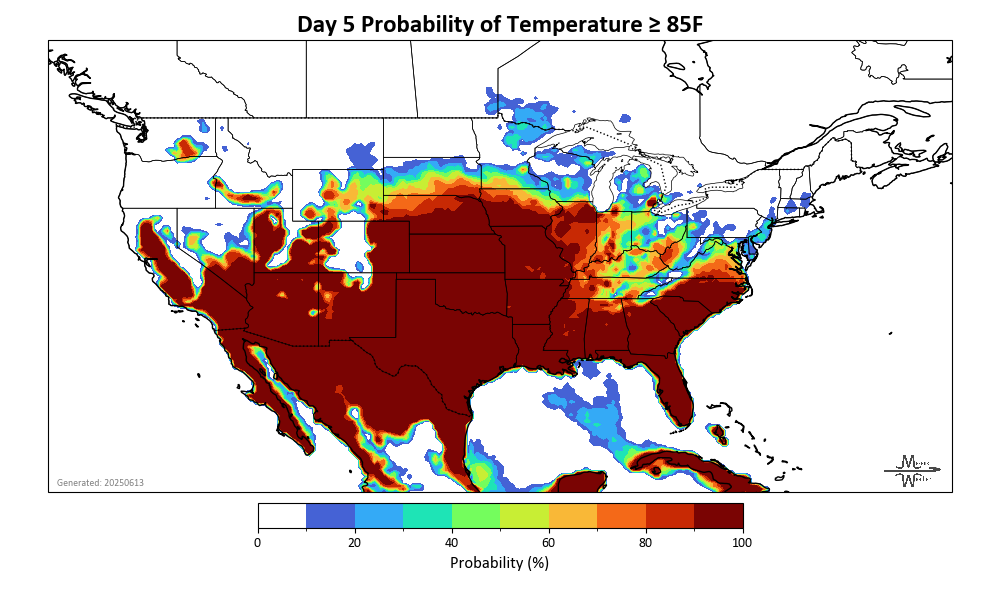 Day 5 Probability of Temperature ≥ 85F
Generated: 20250613
0 20 40 60 80 100
Probability (%)